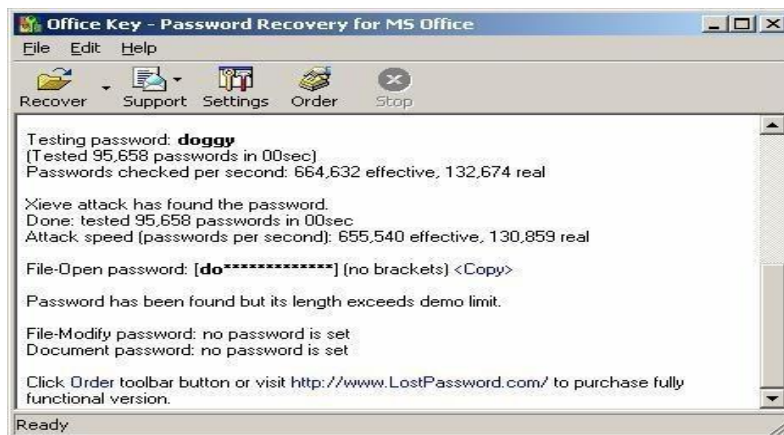 Office Key - Password Recovery for MS Office
File Edit Help
Recover Support Settings Order Stop
Testing password: doggy
(Tested 95,658 passwords in 00sec)
Passwords checked per second: 664,632 effective, 132,674 real
Xieve attack has found the password.
Done: tested 95,658 passwords in 00sec
Attack speed (passwords per second): 655,540 effective, 130,859 real
File-Open password: [do*************] (no brackets) <Copy>
Password has been found but its length exceeds demo limit.
File-Modify password: no password is set
Document password: no password is set
Click Order toolbar button or visit http://www.LostPassword.com/ to purchase fully
functional version.
Ready